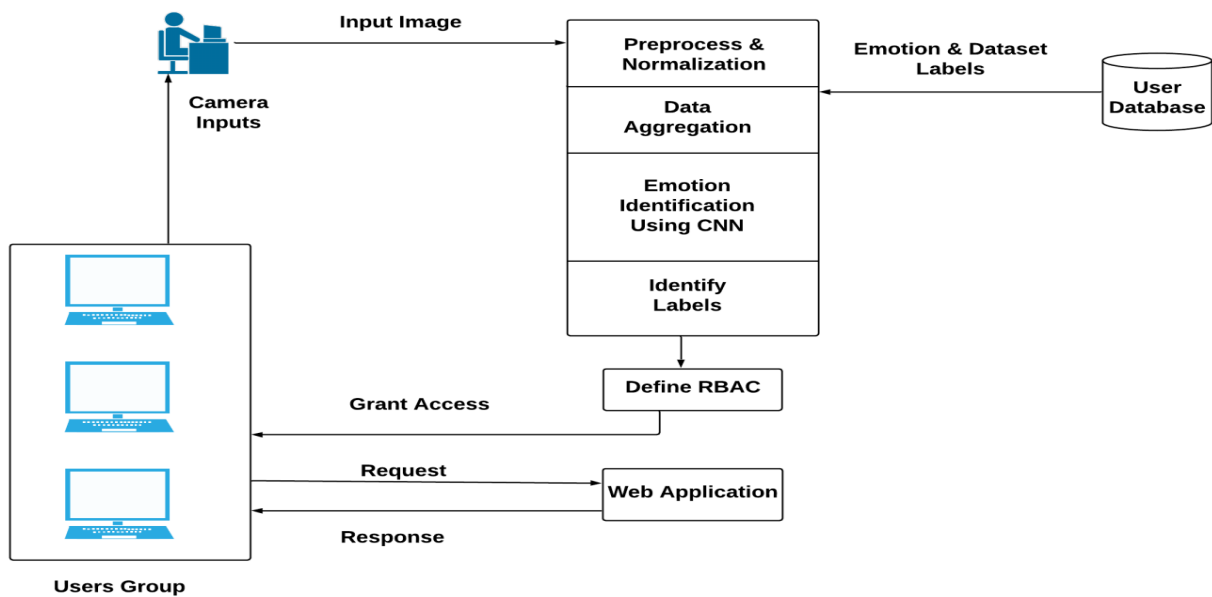 Input Image
Preprocess &
Normalization
Emotion & Dataset
Labels
User
Database
Camera
Inputs
Data
Aggregation
Emotion
Identification
Using CNN
Identify
Labels
Define RBAC
Grant Access
Request
Web Application
Response
Users Group